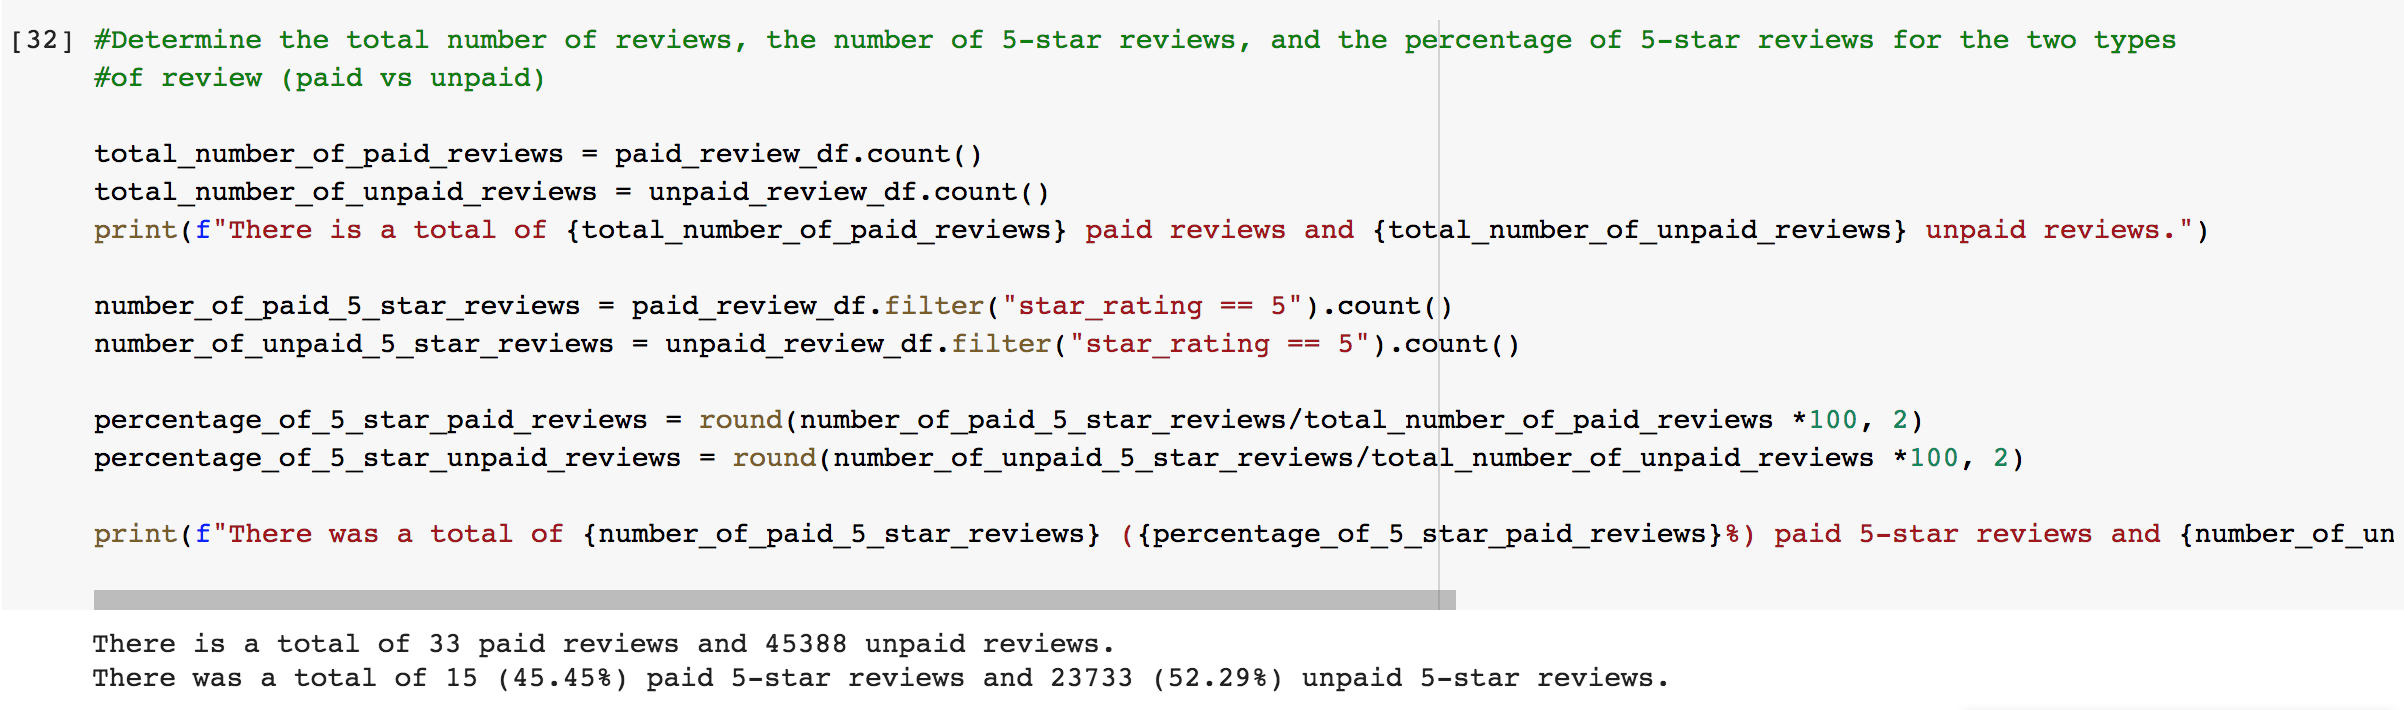 [32] #Determine the total number of reviews, the number of 5-star reviews, and the percentage of 5-star reviews for the two types
#of review (paid vs unpaid)
total_number_of_paid_reviews = paid_review_df.count()
total_number_of_unpaid_reviews = unpaid_review_df.count()
print(f"There is a total of {total_number_of_paid_reviews} paid reviews and {total_number_of_unpaid_reviews} unpaid reviews.")
number_of_paid_5_star_reviews = paid_review_df.filter("star_rating == 5").count()
number_of_unpaid_5_star_reviews = unpaid_review_df.filter("star_rating == 5").count()
percentage_of_5_star_paid_reviews = round(number_of_paid_5_star_reviews/total_number_of_paid_reviews *100, 2)
percentage_of_5_star_unpaid_reviews = round(number_of_unpaid_5_star_reviews/total_number_of_unpaid_reviews *100, 2)
print(f"There was a total of {number_of_paid_5_star_reviews} ({percentage_of_5_star_paid_reviews}%) paid 5-star reviews and {number_of_un
There is a total of 33 paid reviews and 45388 unpaid reviews.
There was a total of 15 (45.45%) paid 5-star reviews and 23733 (52.29%) unpaid 5-star reviews.